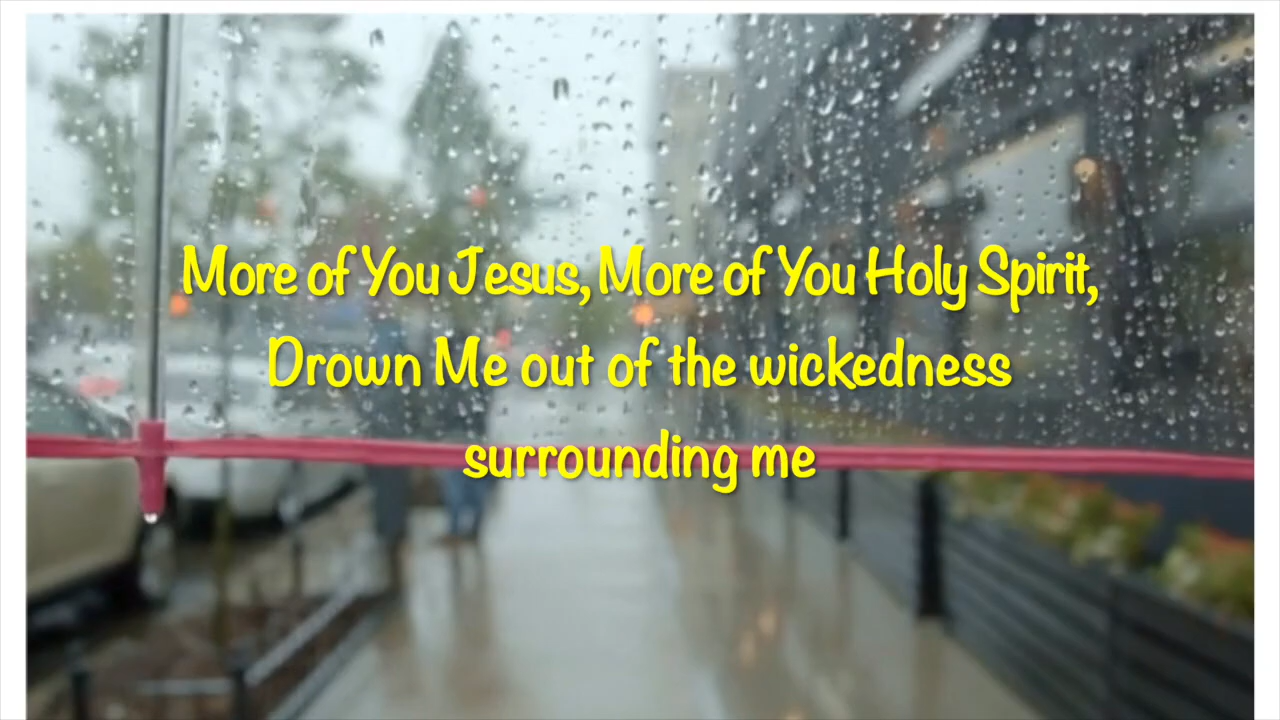 More of You Jesus, More of You Holy Spirit,
Drown Me out of the wickedness
surrounding me